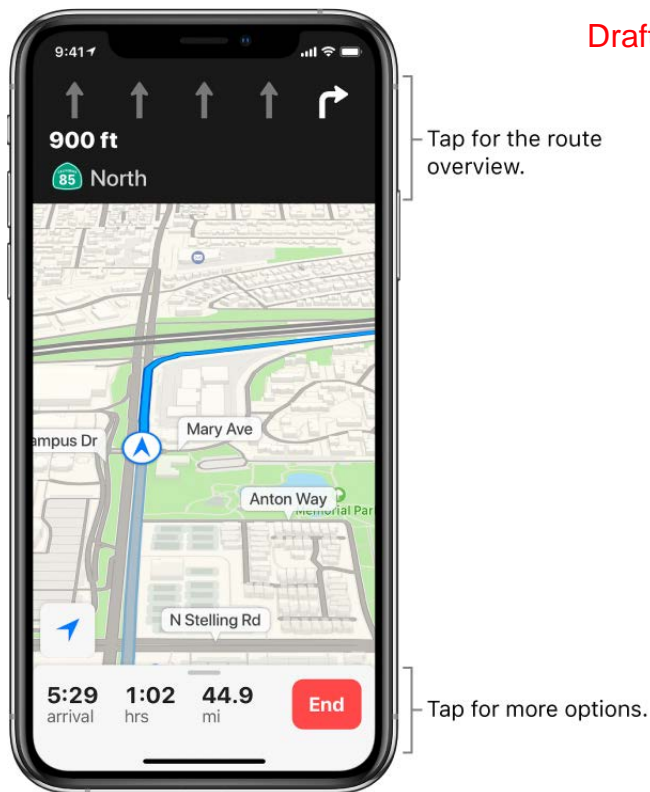 Draft
9:41
900 ft
85 North
Tap for the route
overview.
Mary Ave
ampus Dr
Anton Way
Memorial Par
N Stelling Rd
5:29 1:02 44.9
arrival hrs mi
End
Tap for more options.